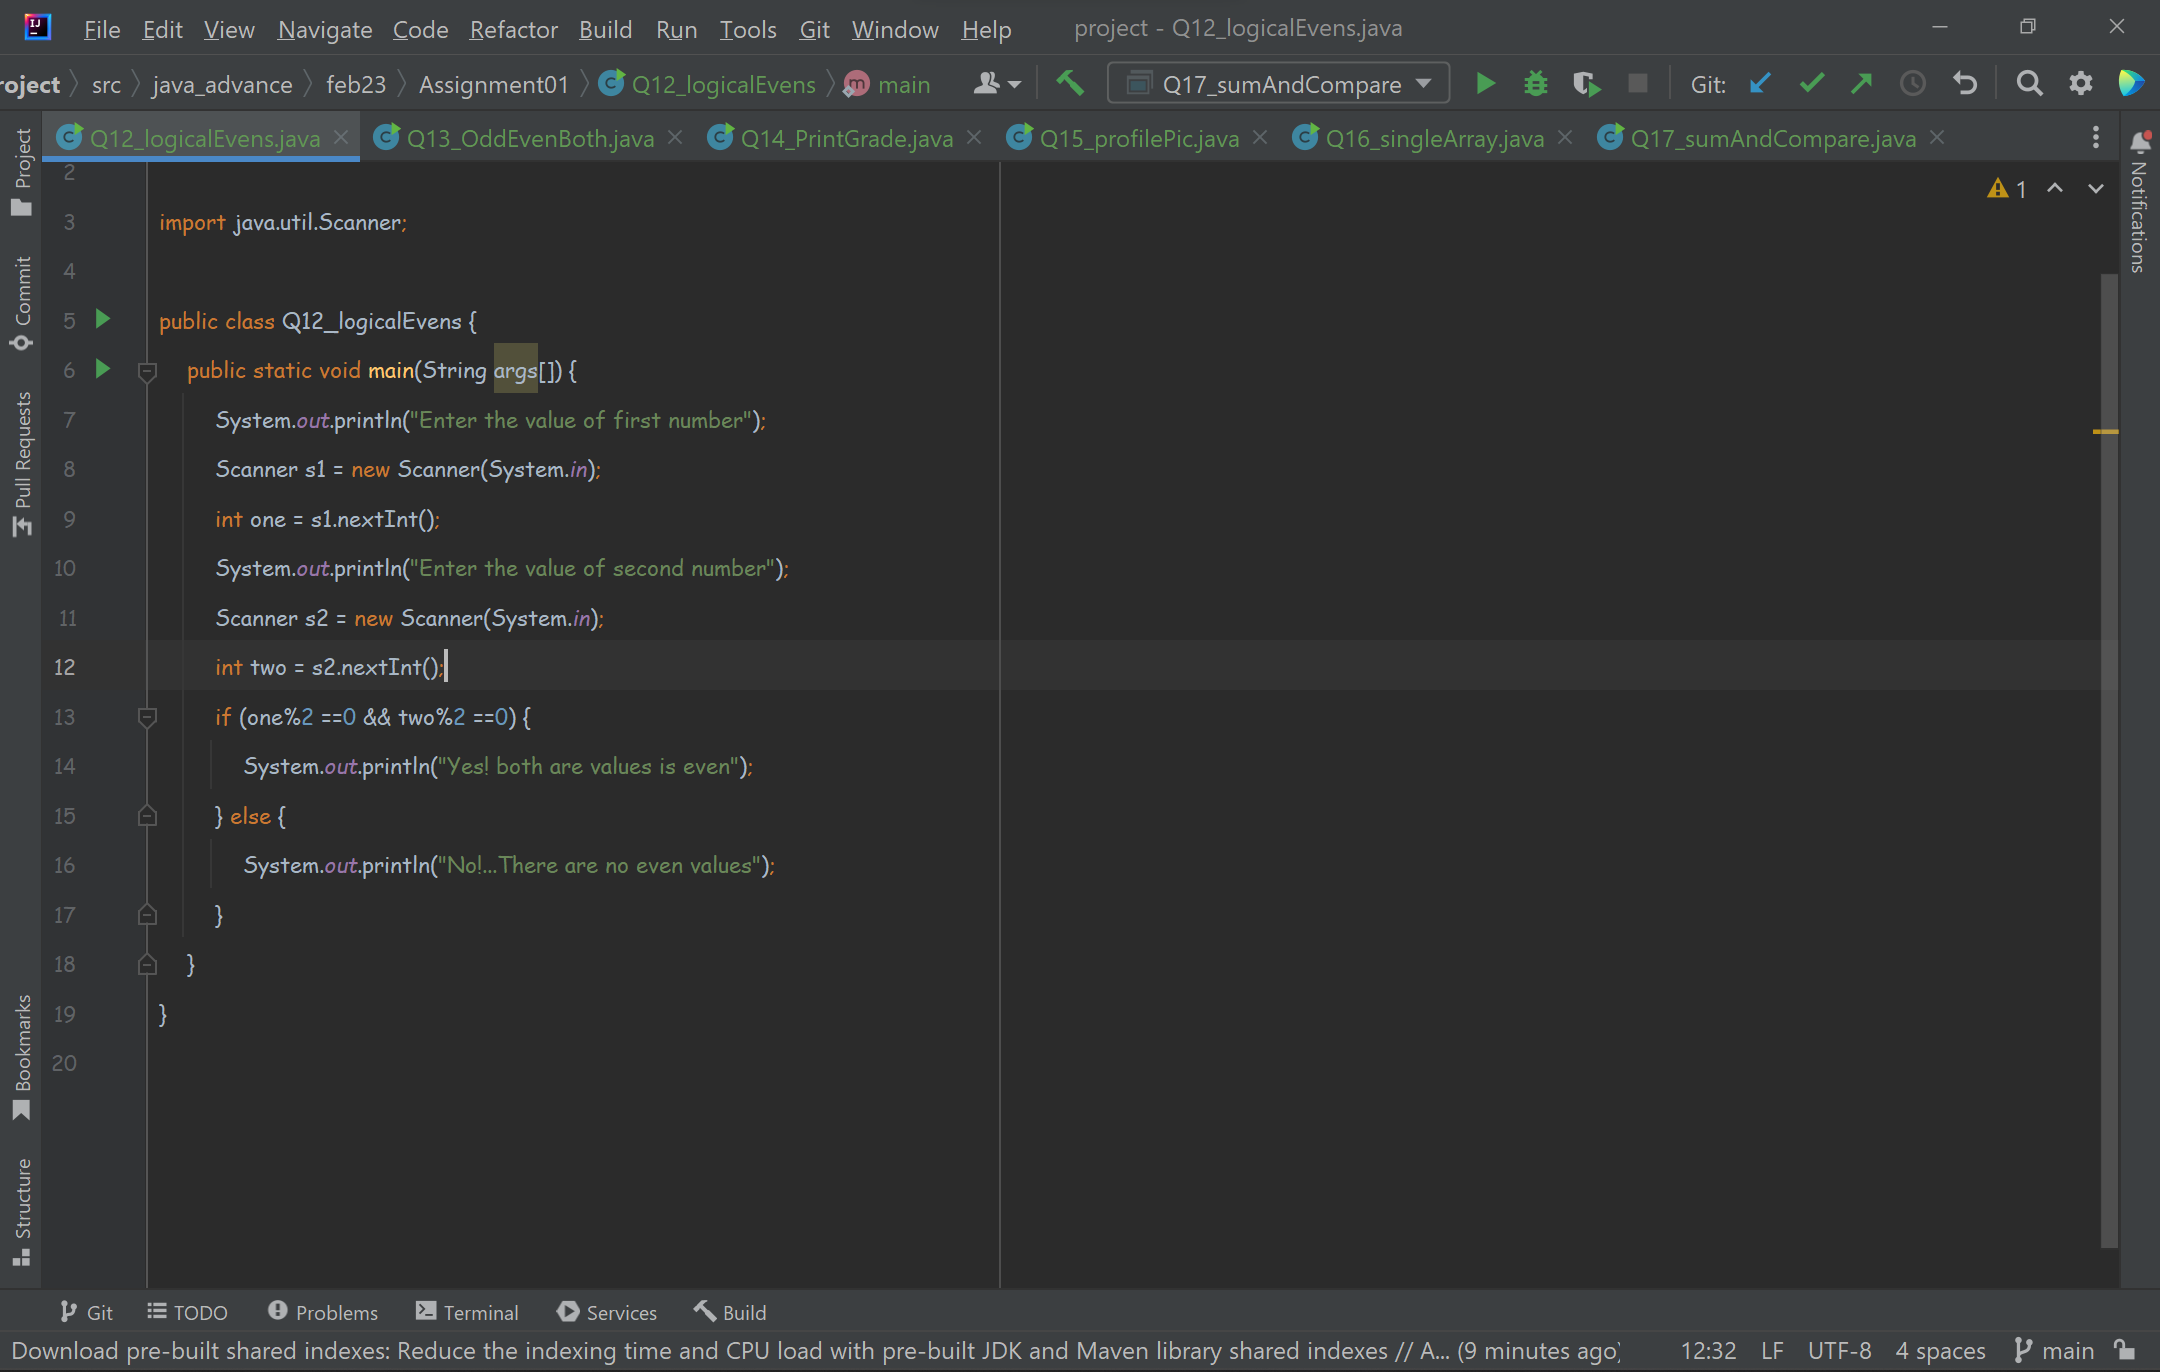 File Edit View Navigate Code Refactor Build Run Tools Git Window Help project - Q12_logicalEvens.java
roject src java_advance feb23 Assignment01 Q12_logicalEvens main Q17_sumAndCompare Git:
Q12_logicalEvens.java Q13_OddEvenBoth.java Q14_PrintGrade.java Q15_profilePic.java Q16_singleArray.java Q17_sumAndCompare.java
Project
Commit
Pull Requests
Bookmarks
Structure
Notifications
1
2
3 import java.util.Scanner;
4
5 public class Q12_logicalEvens {
6 public static void main(String args[]) {
7 System.out.println("Enter the value of first number");
8 Scanner s1 = new Scanner(System.in);
9 int one = s1.nextInt();
10 System.out.println("Enter the value of second number");
11 Scanner s2 = new Scanner(System.in);
12 int two = s2.nextInt();
13 if (one%2 ==0 && two%2 ==0) {
14 System.out.println("Yes! both are values is even");
15 } else {
16 System.out.println("No!...There are no even values");
17 }
18 }
19 }
20
Git TODO Problems Terminal Services Build
Download pre-built shared indexes: Reduce the indexing time and CPU load with pre-built JDK and Maven library shared indexes // A... (9 minutes ago) 12:32 LF UTF-8 4 spaces main